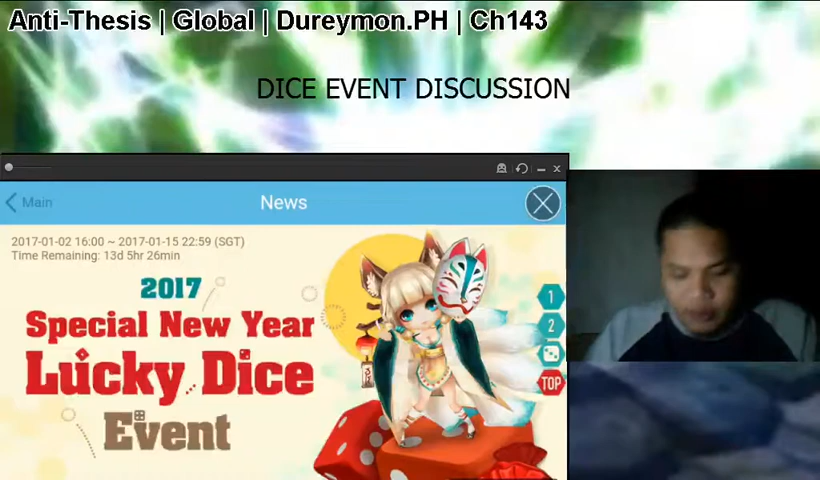 Anti-Thesis | Global | Dureymon.PH | Ch143
DICE EVENT DISCUSSION
Main
News
2017-01-02 16:00 ~ 2017-01-15 22:59 (SGT)
Time Remaining: 13d 5hr 26min
2017
Special New Year
Lucky Dice
Event
1
2
TOP